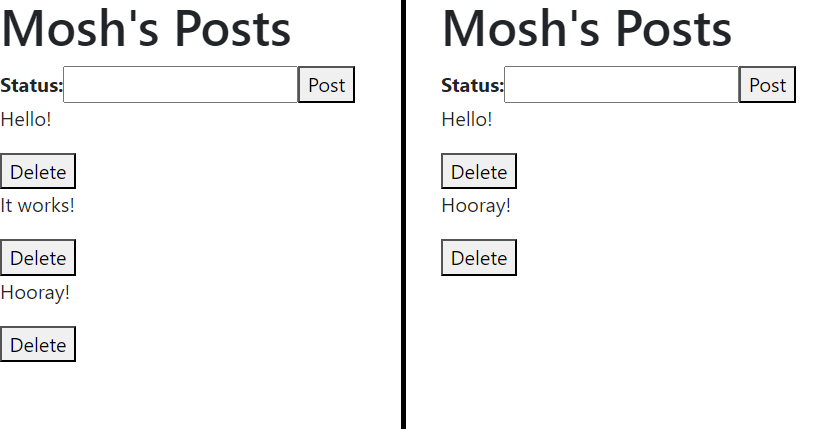 Mosh's Posts
Status: Post
Hello!
Delete
It works!
Delete
Hooray!
Delete
Mosh's Posts
Status: Post
Hello!
Delete
Hooray!
Delete